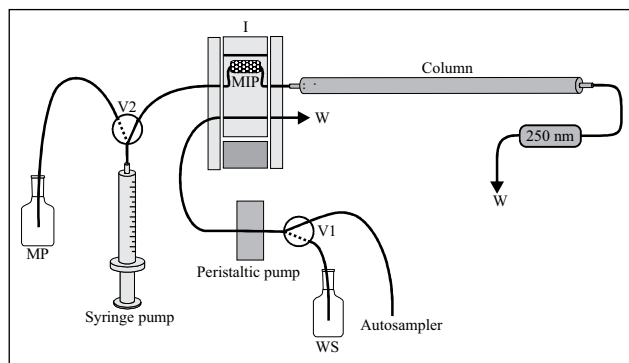 I
MIP
Column
V2
W
250 nm
W
MP
V1
Peristaltic pump
Syringe pump
WS
Autosampler